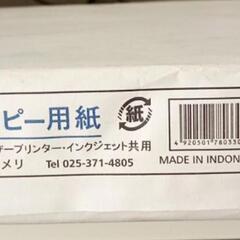 ピー用紙
紙
ザープリンター・インクジェット共用
メリ Tel 025-371-4805
4920501780330
MADE IN INDON